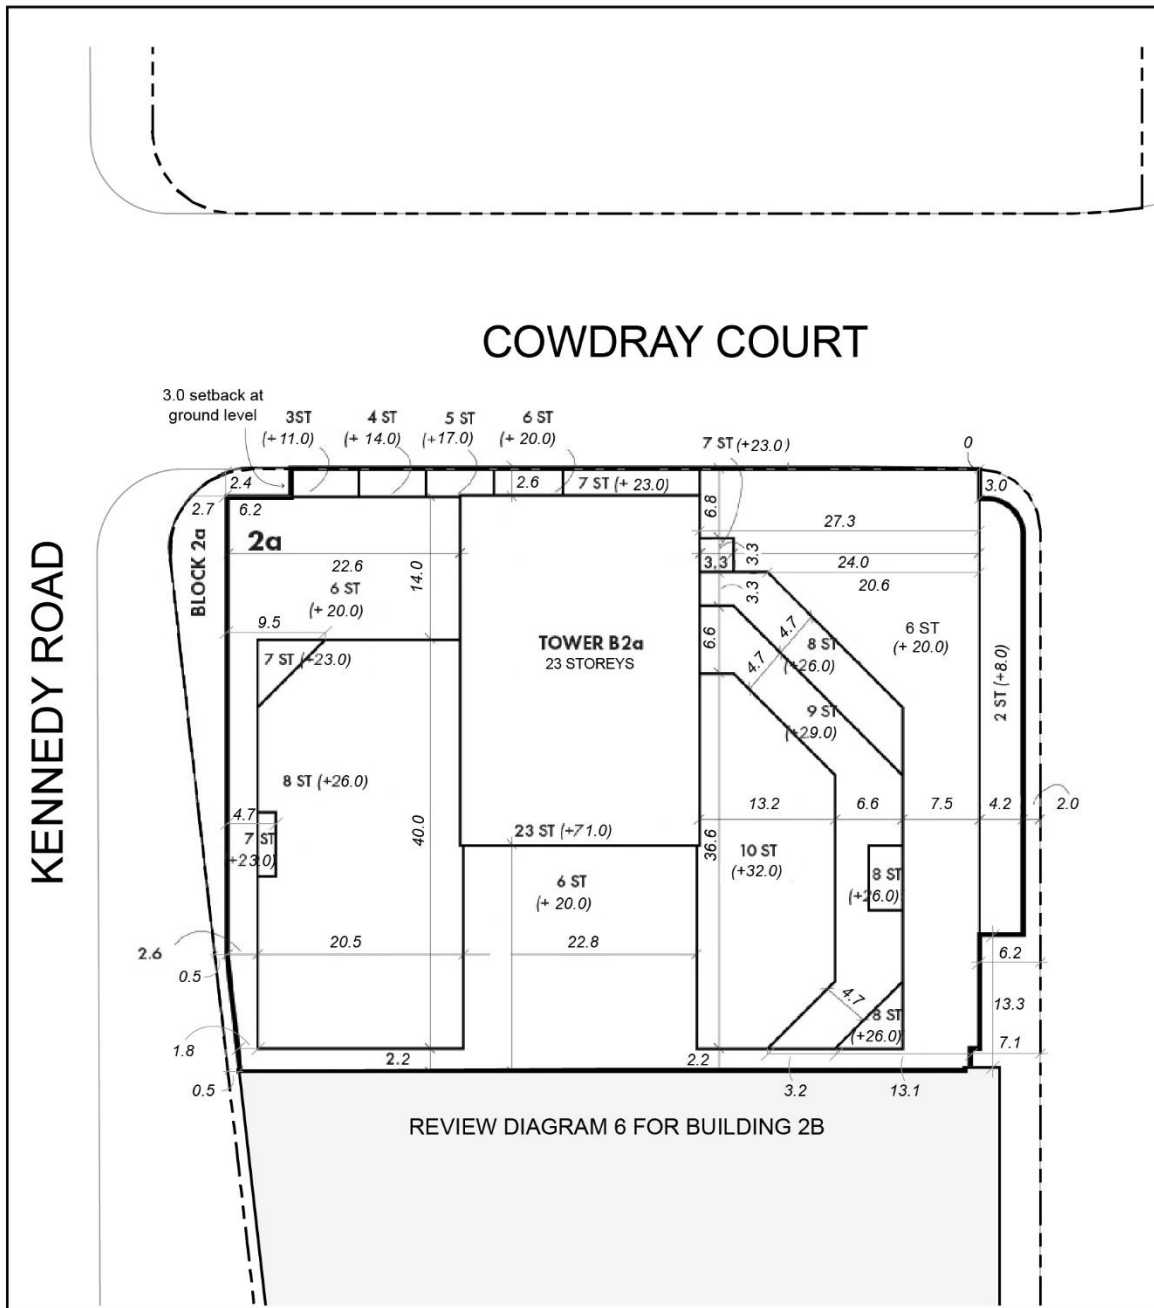 COWDRAY COURT
3.0 setback at
ground level
3ST
(+ 11.0)
4 ST
(+ 14.0)
5 ST
(+17.0)
6 ST
(+ 20.0)
7 ST (+23.0)
0
2.4
2.6
7 ST (+ 23.0)
6.8
3.0
2.7
6.2
27.3
2a
BLOCK 2a
22.6
14.0
3.3
3.3
24.0
3.3
20.6
6 ST
(+ 20.0)
9.5
4.7
6 ST
(+ 20.0)
TOWER B2a
23 STOREYS
6.6
8 ST
(+26.0)
4.7
7 ST (+23.0)
2 ST (+8.0)
9 ST
(+29.0)
KENNEDY ROAD
8 ST (+26.0)
4.7
13.2
6.6
7.5
4.2
2.0
7 ST
+23.0)
40.0
23 ST (+71.0)
36.6
10 ST
(+32.0)
6 ST
(+ 20.0)
8 ST
(+26.0)
2.6
20.5
22.8
6.2
0.5
4.7
13.3
8 ST
(+26.0)
7.1
1.8
2.2
2.2
0.5
3.2
13.1
REVIEW DIAGRAM 6 FOR BUILDING 2B